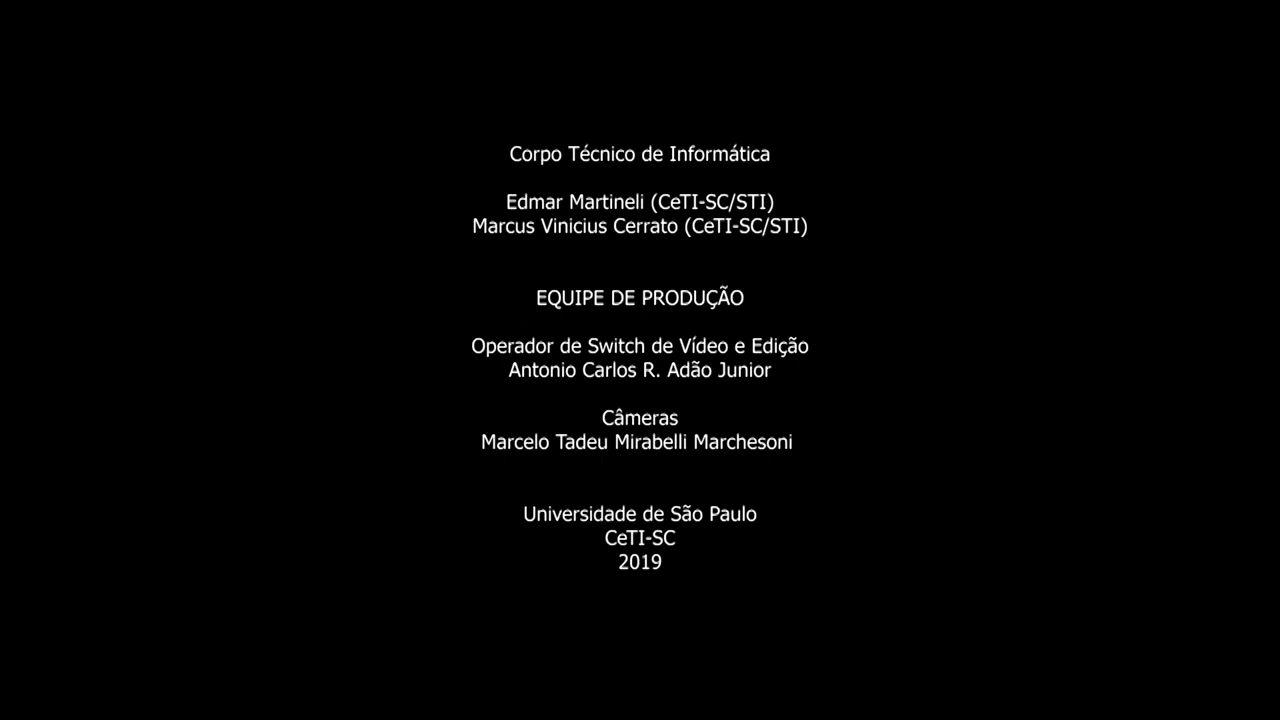 Corpo Técnico de Informática
Edmar Martineli (CeTI-SC/STI)
Marcus Vinicius Cerrato (CeTI-SC/STI)
EQUIPE DE PRODUÇÃO
Operador de Switch de Vídeo e Edição
Antonio Carlos R. Adão Junior
Câmeras
Marcelo Tadeu Mirabelli Marchesoni
Universidade de São Paulo
CeTI-SC
2019